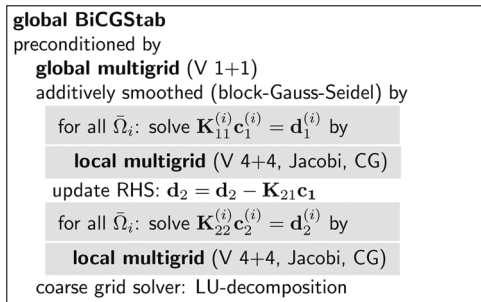 global BiCGStab
preconditioned by
global multigrid (V 1+1)
additively smoothed (block-Gauss-Seidel) by
for all Ω̄ᵢ: solve K₁₁⁽ⁱ⁾c₁⁽ⁱ⁾ = d₁⁽ⁱ⁾ by
local multigrid (V 4+4, Jacobi, CG)
update RHS: d₂ = d₂ − K₂₁c₁
for all Ω̄ᵢ: solve K₂₂⁽ⁱ⁾c₂⁽ⁱ⁾ = d₂⁽ⁱ⁾ by
local multigrid (V 4+4, Jacobi, CG)
coarse grid solver: LU-decomposition